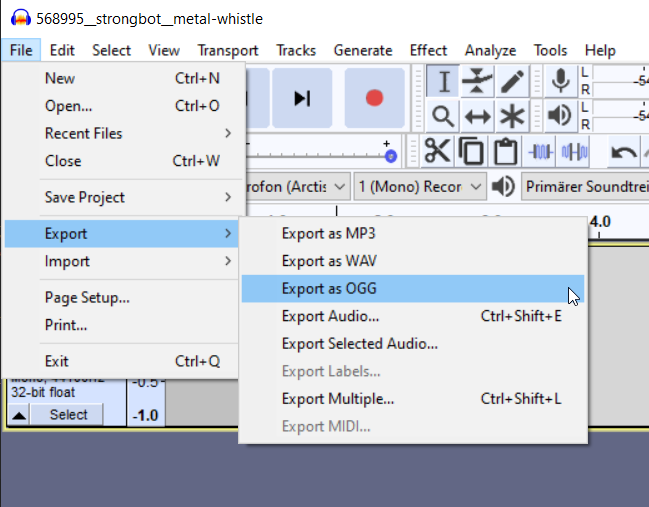 568995__strongbot__metal-whistle
File Edit Select View Transport Tracks Generate Effect Analyze Tools Help
New Ctrl+N
Open... Ctrl+O
Recent Files
Close Ctrl+W
Save Project
Export
Import
Page Setup...
Print...
Exit Ctrl+Q
L
R
-54
L
R
-54
- +
rofon (Arctis
1 (Mono) Recor
Primärer Soundtrei
4.0
Export as MP3
Export as WAV
Export as OGG
Export Audio... Ctrl+Shift+E
Export Selected Audio...
Export Labels...
Export Multiple... Ctrl+Shift+L
Export MIDI...
Mono, 44100Hz
32-bit float
Select
-0.5-
-1.0